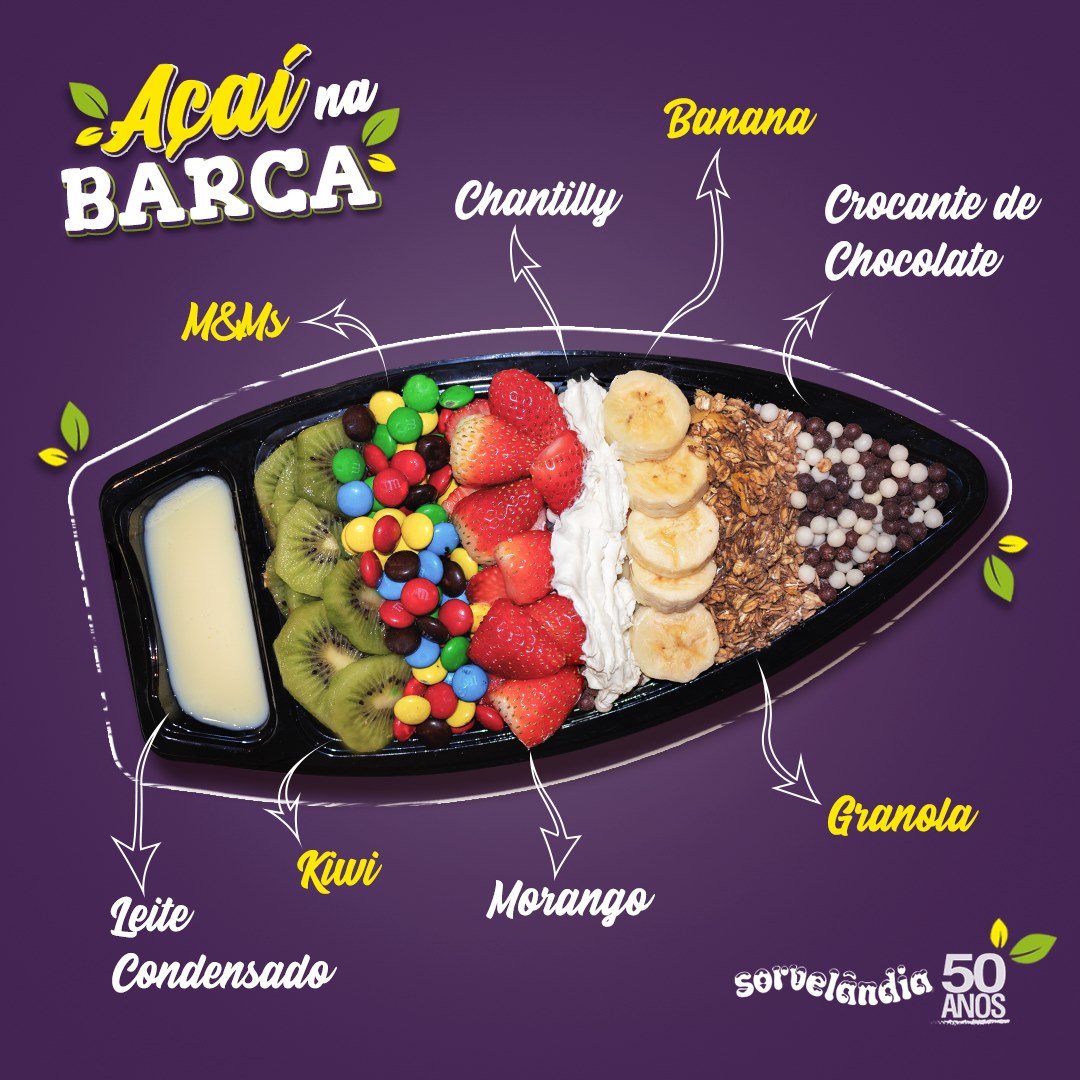 Açaí na
BARCA
Banana
Chantilly
Crocante de
Chocolate
M&Ms
Granola
Kiwi
Morango
Leite
Condensado
sorvelândia 50
ANOS